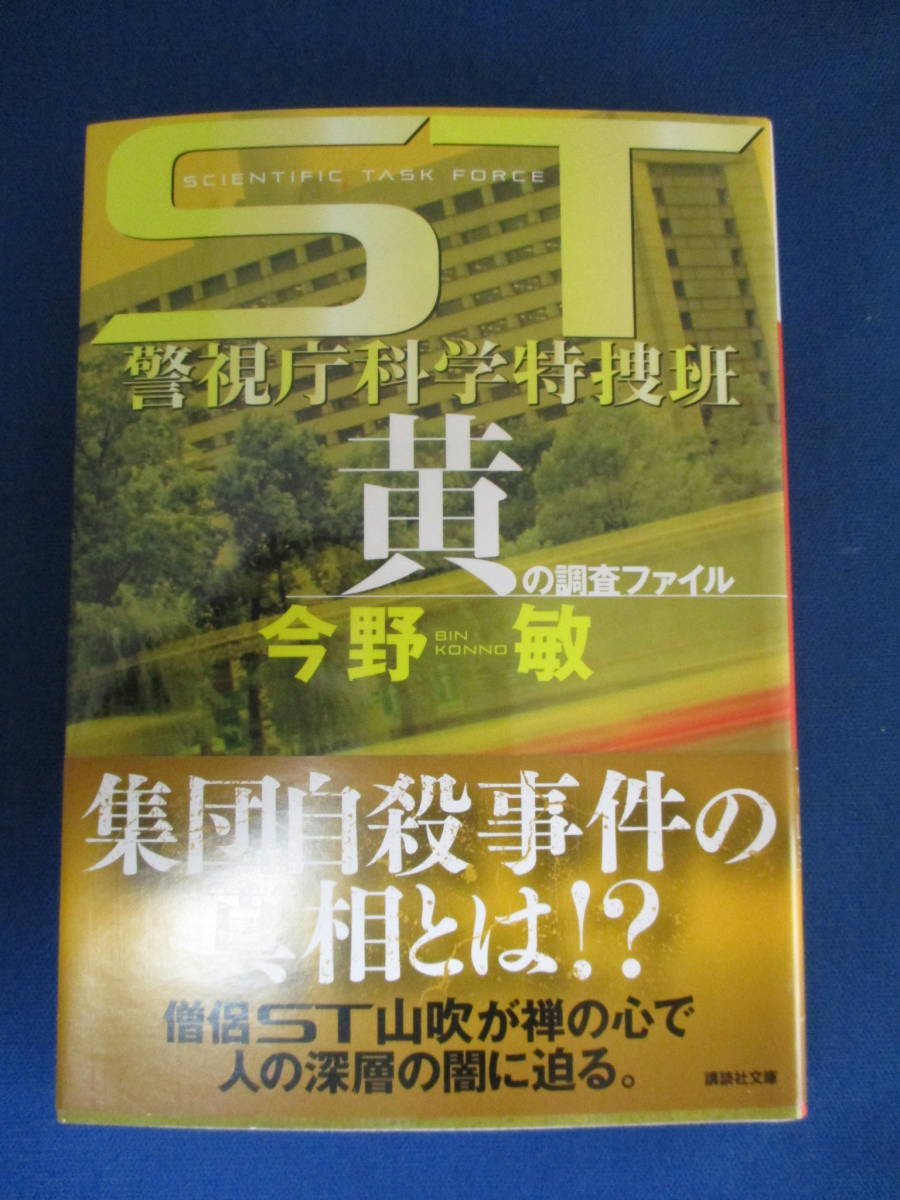 ST
SCIENTIFIC TASK FORCE
警視庁科学特捜班
黄の調査ファイル
今野 BIN KONNO 敏
集団自殺事件の
真相とは!?
僧侶ST山吹が禅の心で
人の深層の闇に迫る。
講談社文庫